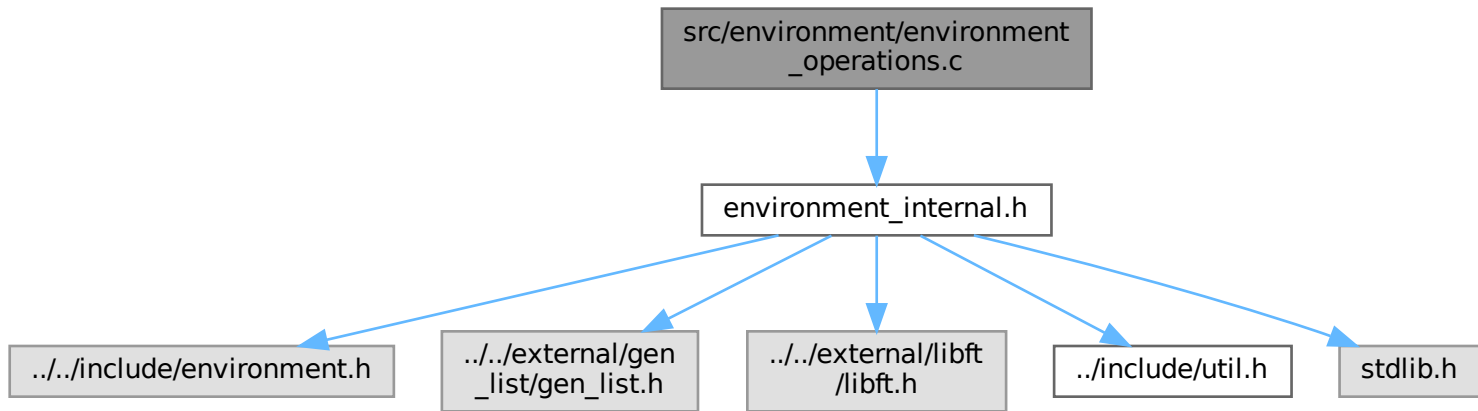 src/environment/environment
_operations.c
environment_internal.h
../../include/environment.h
../../external/gen
_list/gen_list.h
../../external/libft
/libft.h
../include/util.h
stdlib.h